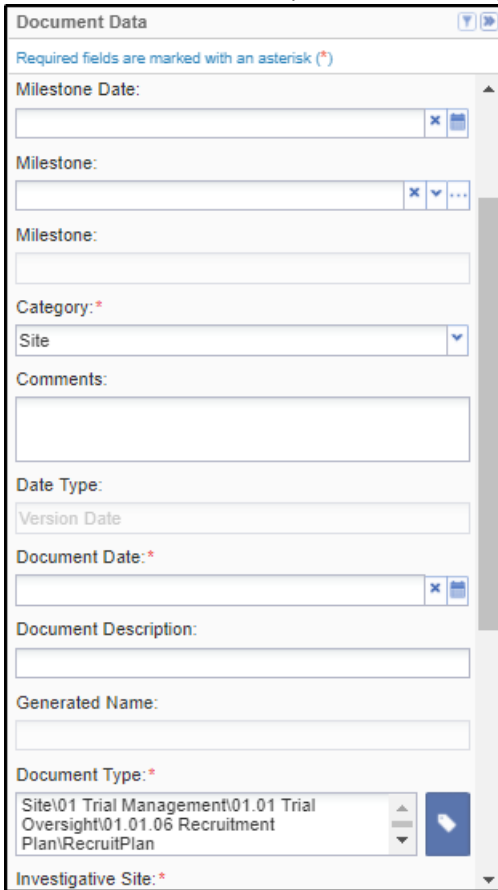 Document Data
Required fields are marked with an asterisk (*)
Milestone Date:
Milestone:
Milestone:
Category:*
Site
Comments:
Date Type:
Version Date
Document Date:*
Document Description:
Generated Name:
Document Type:*
Site\01 Trial Management\01.01 Trial
Oversight\01.01.06 Recruitment
Plan\RecruitPlan
Investigative Site:*